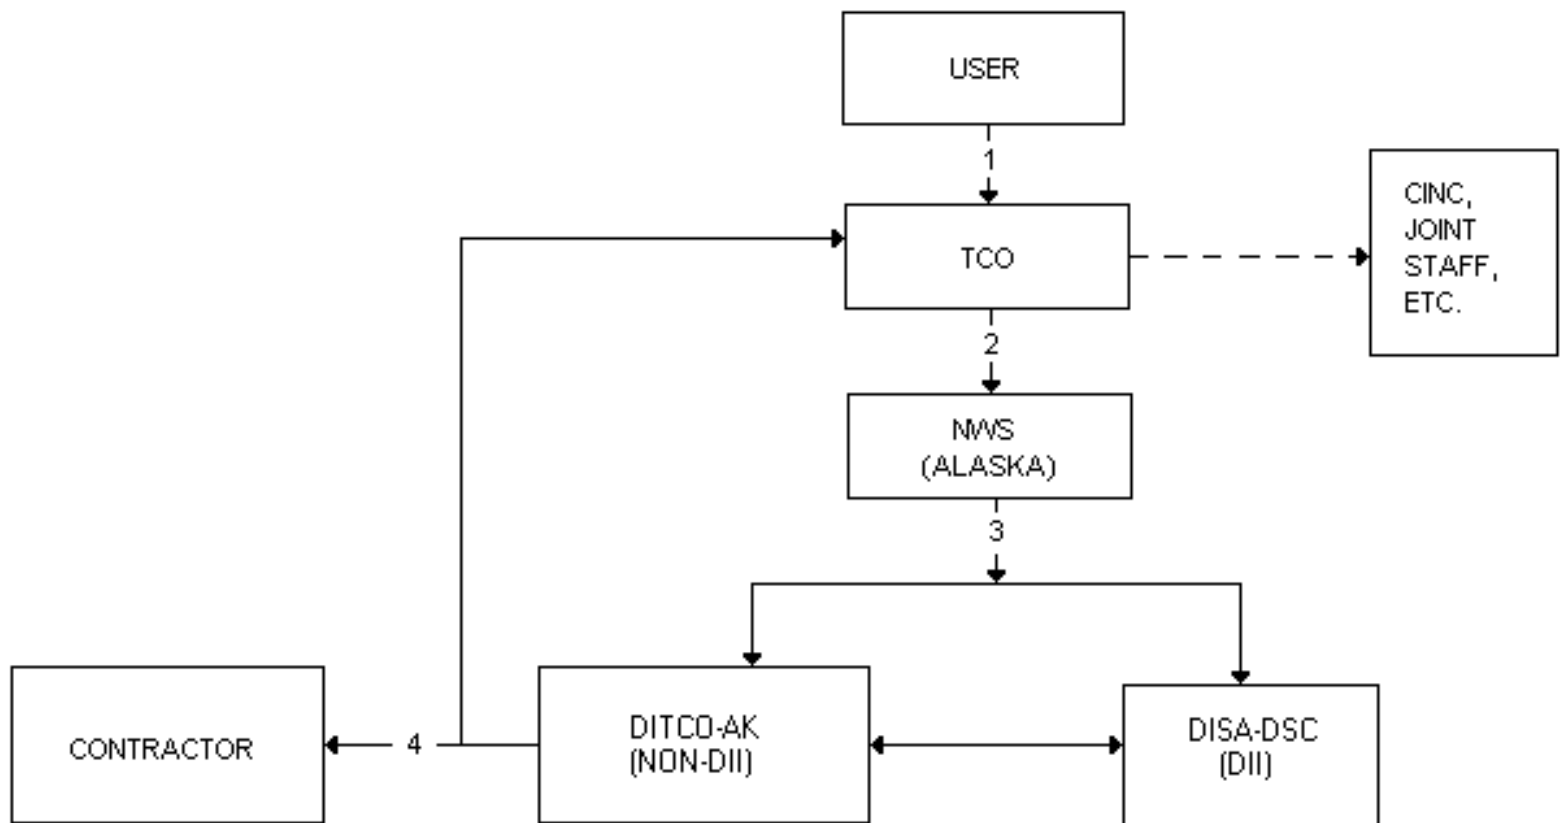 USER
1
TCO
CINC,
JOINT
STAFF,
ETC.
2
NWS
(ALASKA)
3
CONTRACTOR
4
DITCO-AK
(NON-DII)
DISA-DSC
(DII)